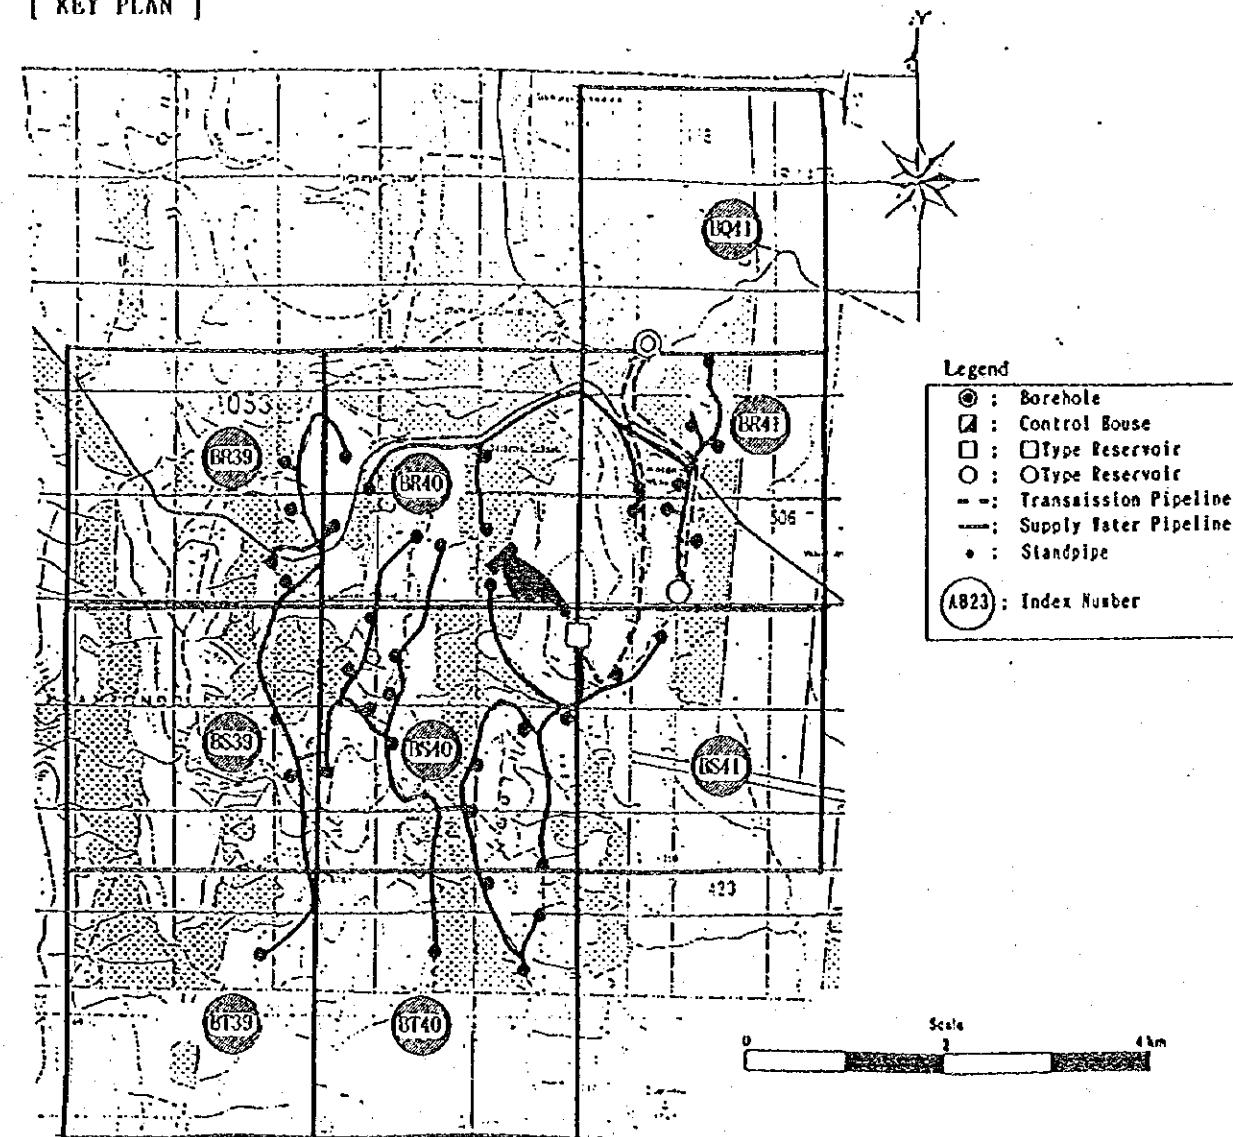 [ KEY PLAN ]
BQ41
053
BR39
BR40
BR41
506
BS39
BS40
BS41
423
BT39
BT40
Legend
: Borehole
: Control House
: □Type Reservoir
: ○Type Reservoir
: Transmission Pipeline
: Supply Water Pipeline
: Standpipe
AB23 : Index Number
Scale
0 2 4 km